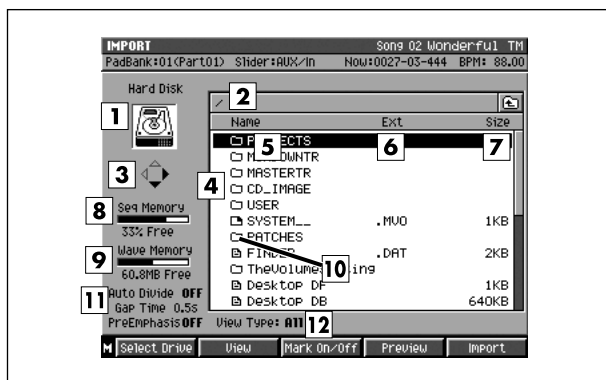 IMPORT Song 02 Wonderful TM
PadBank:01(Part01) Slider:AUX/In Now:0027-03-444 BPM: 88.00
Hard Disk
1
/ 2
Name Ext Size
5 6 7
3
4
MASTERTR
CD_IMAGE
USER
8
Seq Memory
33% Free
SYSTEM__ .MVO 1KB
PATCHES
9
Wave Memory
60.8MB Free
FINDER .DAT 2KB
10
11
Auto Divide OFF
Gap Time 0.5s
PreEmphasis OFF
Desktop DF 1KB
Desktop DB 640KB
View Type: All 12
M Select Drive View Mark On/Off Preview Import